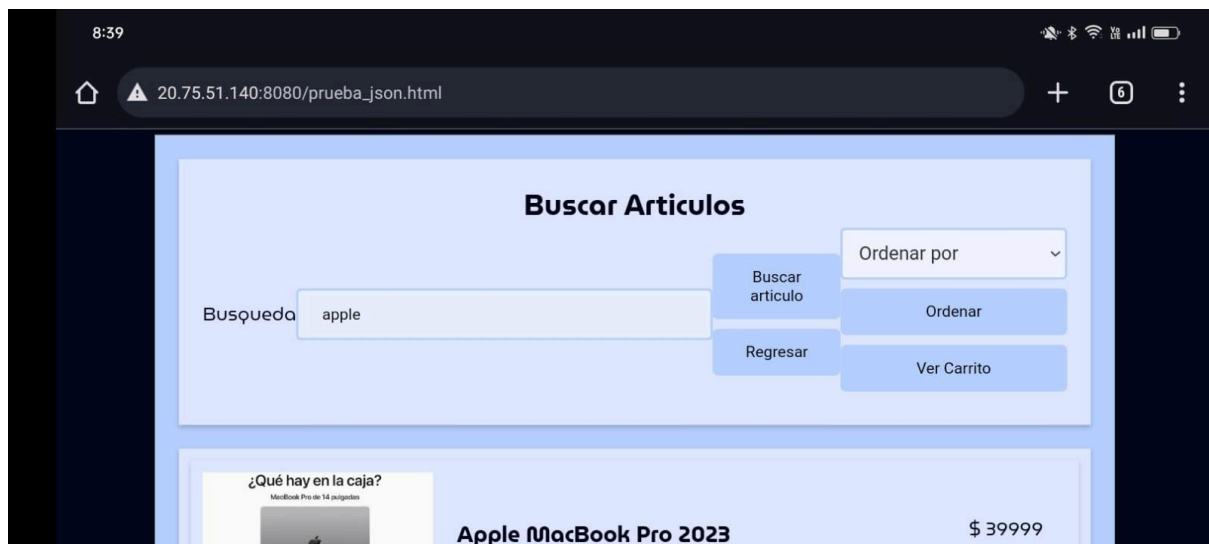 8:39
20.75.51.140:8080/prueba_json.html
6
Buscar Articulos
Busqueda
apple
Buscar
articulo
Regresar
Ordenar por
Ordenar
Ver Carrito
¿Qué hay en la caja?
MacBook Pro de 14 pulgadas
Apple MacBook Pro 2023
$ 39999